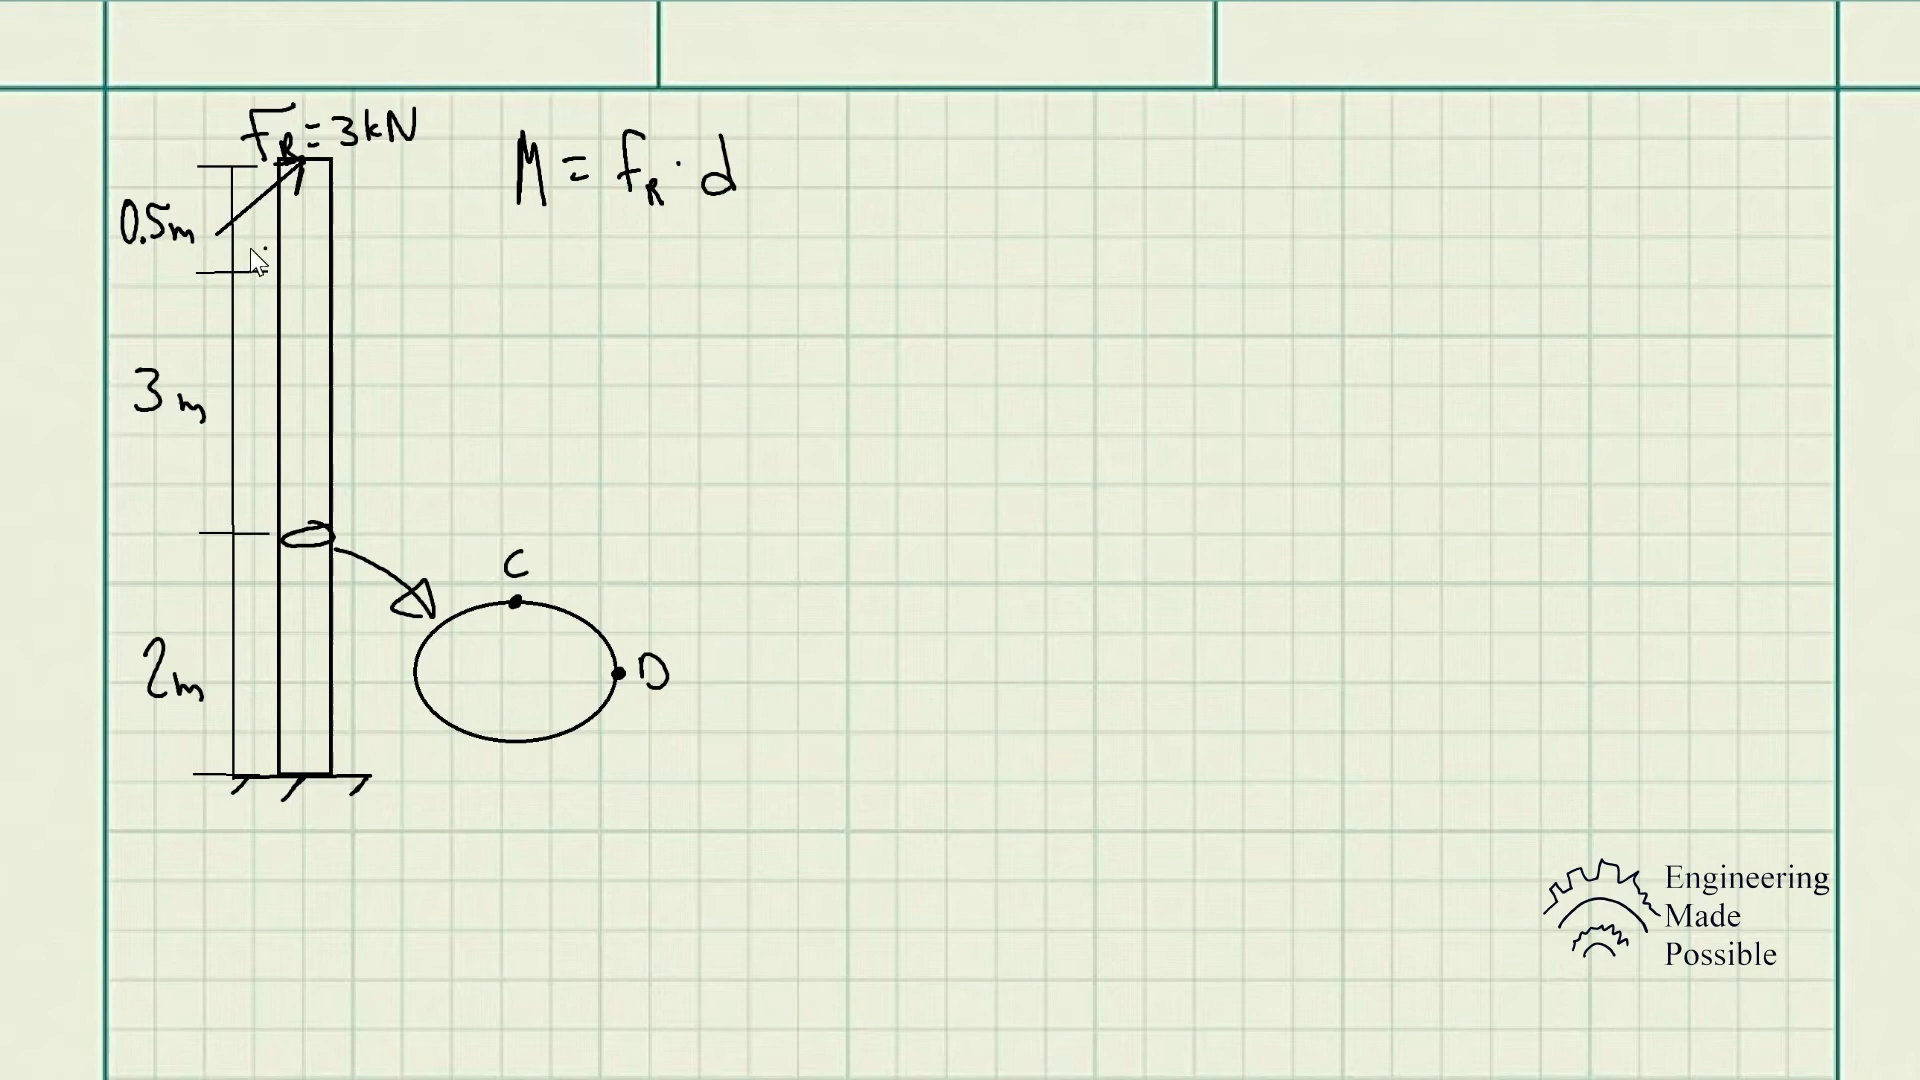 F_R = 3kN
M = F_R · d
0.5m
3m
C
2m
D
Engineering
Made
Possible